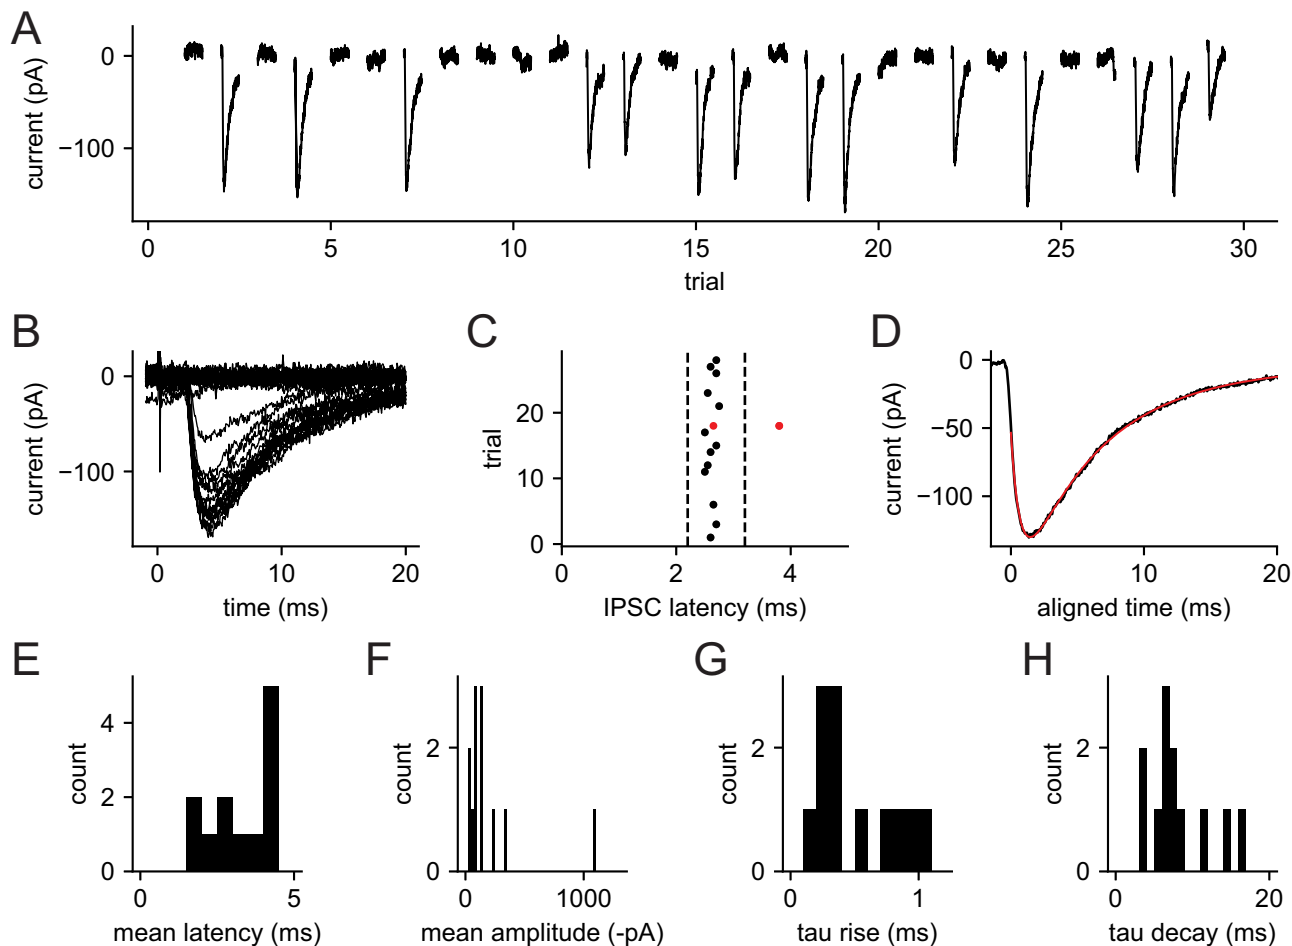 A
current (pA)
0
−100
0 5 10 15 20 25 30
trial
B
current (pA)
0
−100
0 10 20
time (ms)
C
trial
20
10
0
0 2 4
IPSC latency (ms)
D
current (pA)
0
−50
−100
0 10 20
aligned time (ms)
E
count
4
2
0
0 5
mean latency (ms)
F
count
2
0
0 1000
mean amplitude (-pA)
G
count
2
0
0 1
tau rise (ms)
H
count
2
0
0 20
tau decay (ms)